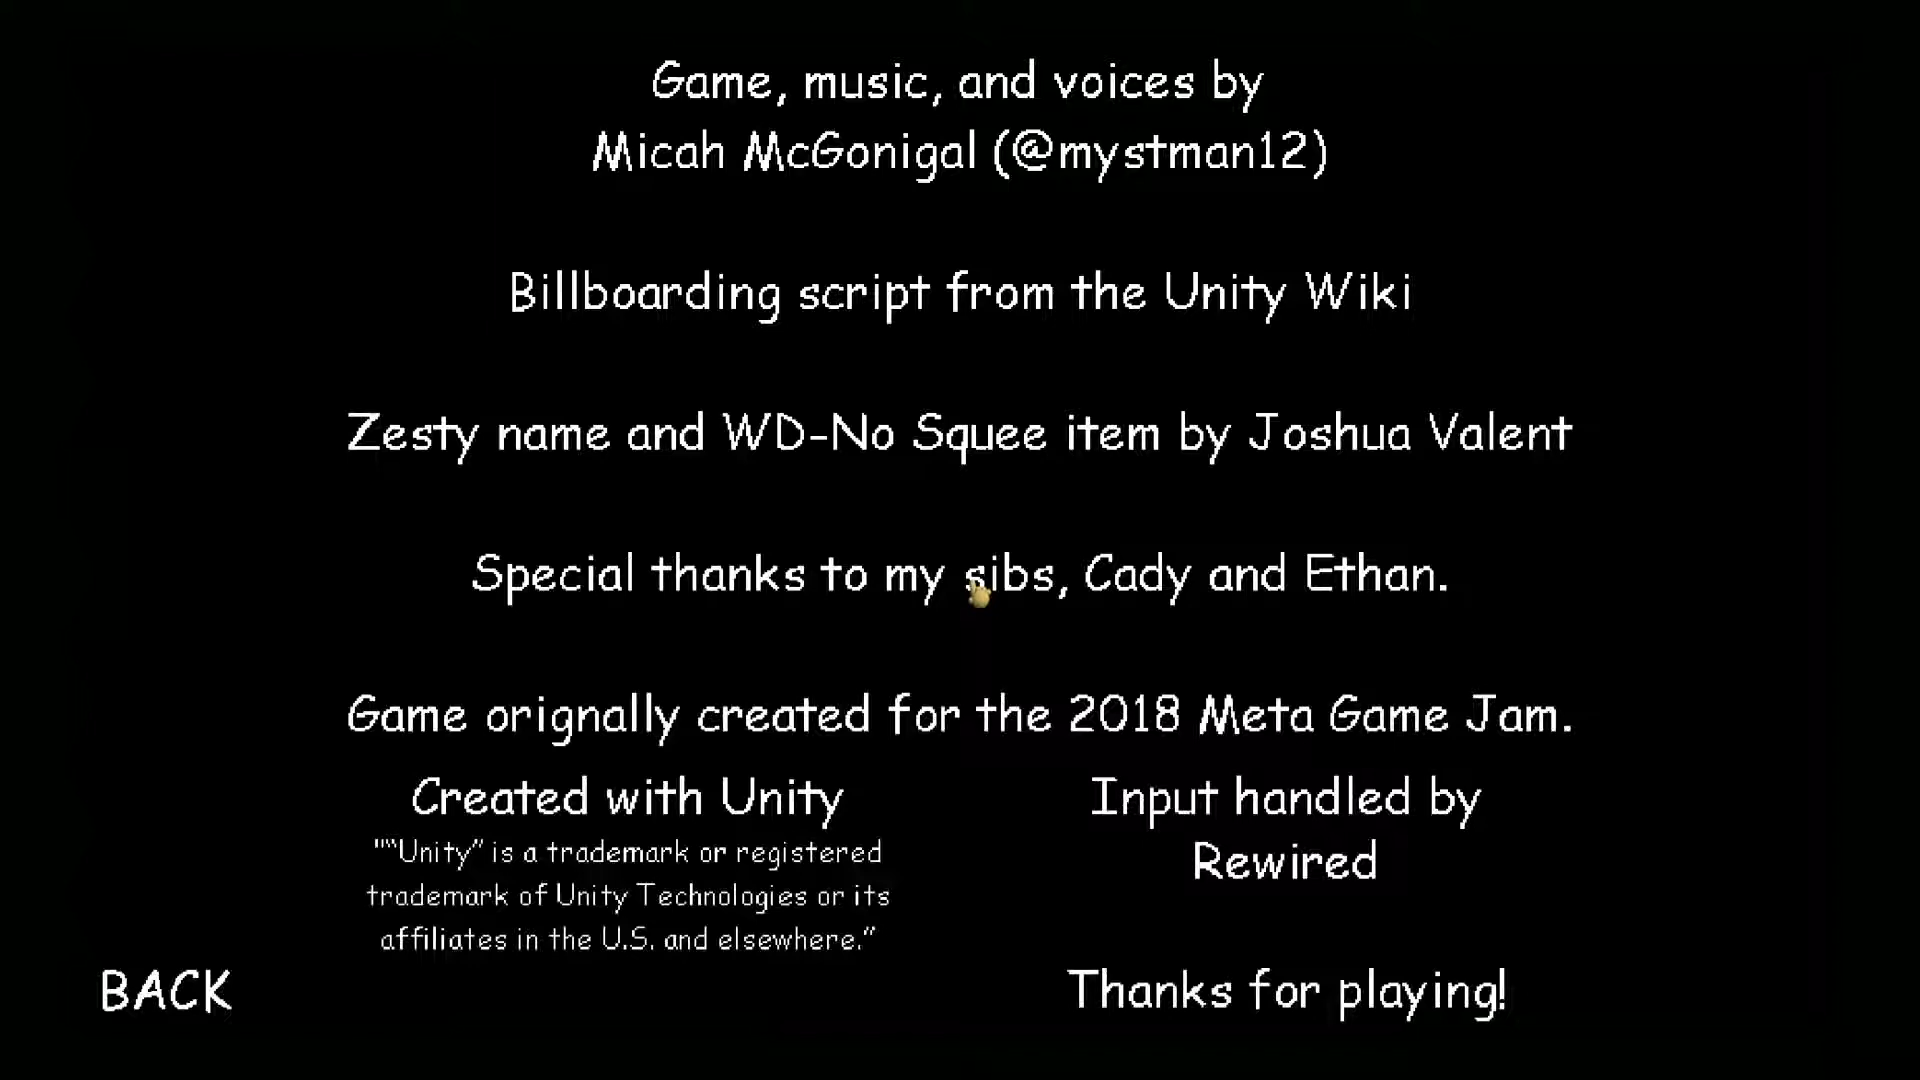 Game, music, and voices by
Micah McGonigal (@mystman12)
Billboarding script from the Unity Wiki
Zesty name and WD-No Squee item by Joshua Valent
Special thanks to my sibs, Cady and Ethan.
Game orignally created for the 2018 Meta Game Jam.
Created with Unity
"“Unity” is a trademark or registered
trademark of Unity Technologies or its
affiliates in the U.S. and elsewhere.”
Input handled by
Rewired
BACK
Thanks for playing!